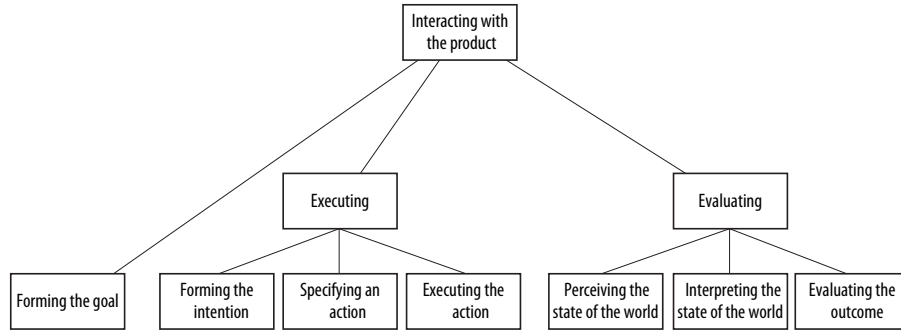 Interacting with
the product
Executing
Evaluating
Forming the goal
Forming the
intention
Specifying an
action
Executing the
action
Perceiving the
state of the world
Interpreting the
state of the world
Evaluating the
outcome